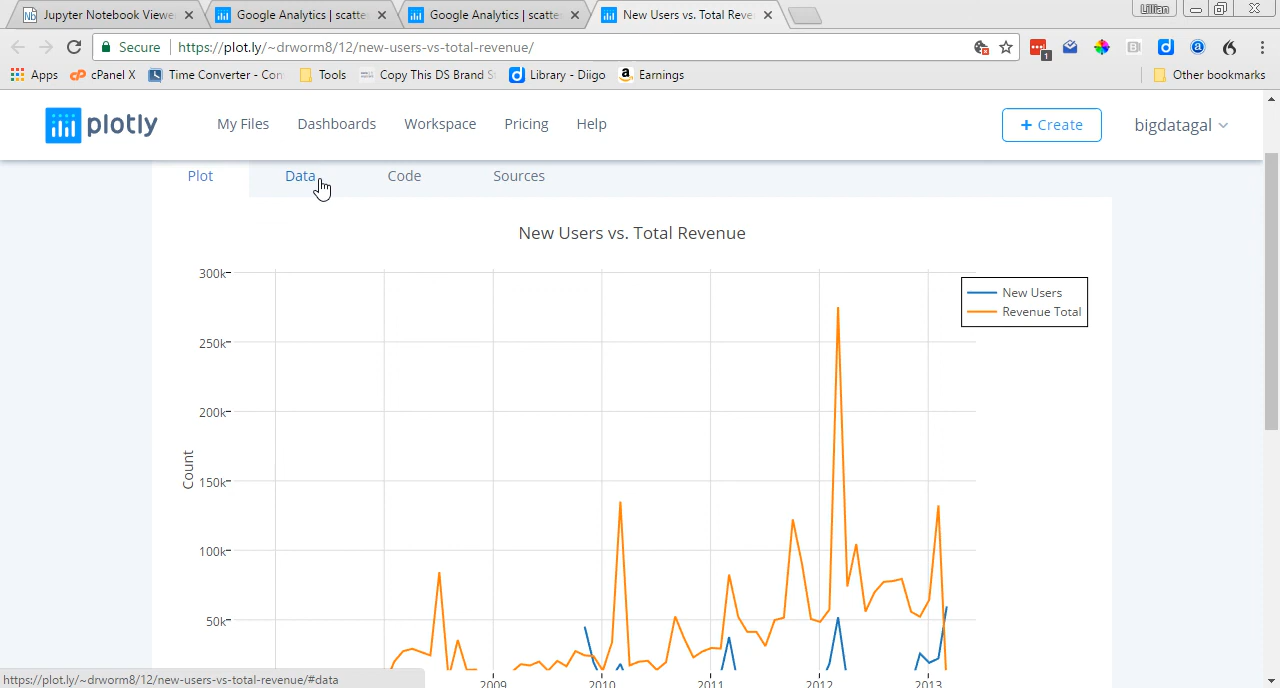 Jupyter Notebook Viewer
Google Analytics | scatte
Google Analytics | scatte
New Users vs. Total Reve
Lillian
Secure
https://plot.ly/~drworm8/12/new-users-vs-total-revenue/
1
Apps
cPanel X
Time Converter - Con
Tools
Copy This DS Brand S
Library - Diigo
Earnings
Other bookmarks
plotly
My Files
Dashboards
Workspace
Pricing
Help
+ Create
bigdatagal
Plot
Data
Code
Sources
New Users vs. Total Revenue
300k
New Users
Revenue Total
250k
200k
Count
150k
100k
50k
https://plot.ly/~drworm8/12/new-users-vs-total-revenue/#data
2009
2010
2011
2012
2013